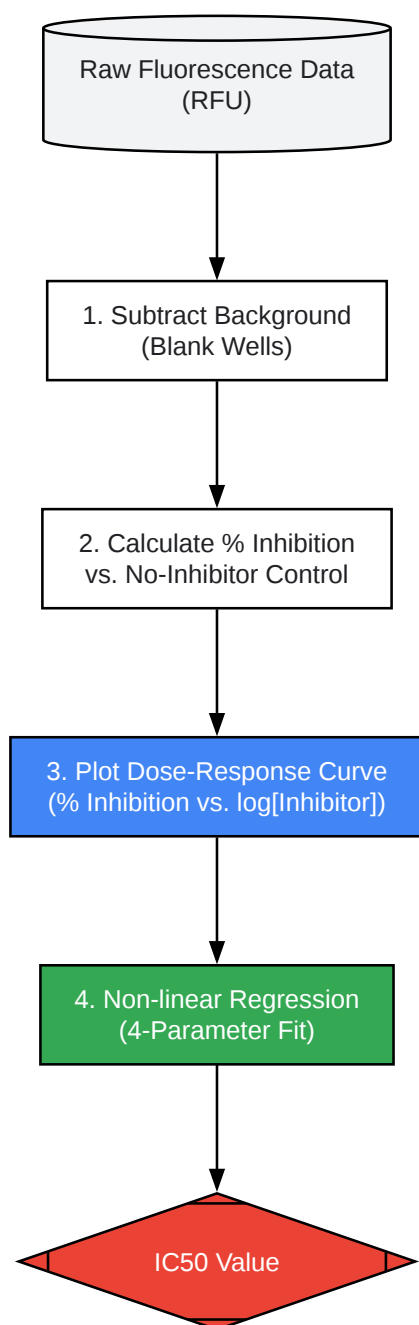 Raw Fluorescence Data
(RFU)
1. Subtract Background
(Blank Wells)
2. Calculate % Inhibition
vs. No-Inhibitor Control
3. Plot Dose-Response Curve
(% Inhibition vs. log[Inhibitor])
4. Non-linear Regression
(4-Parameter Fit)
IC50 Value